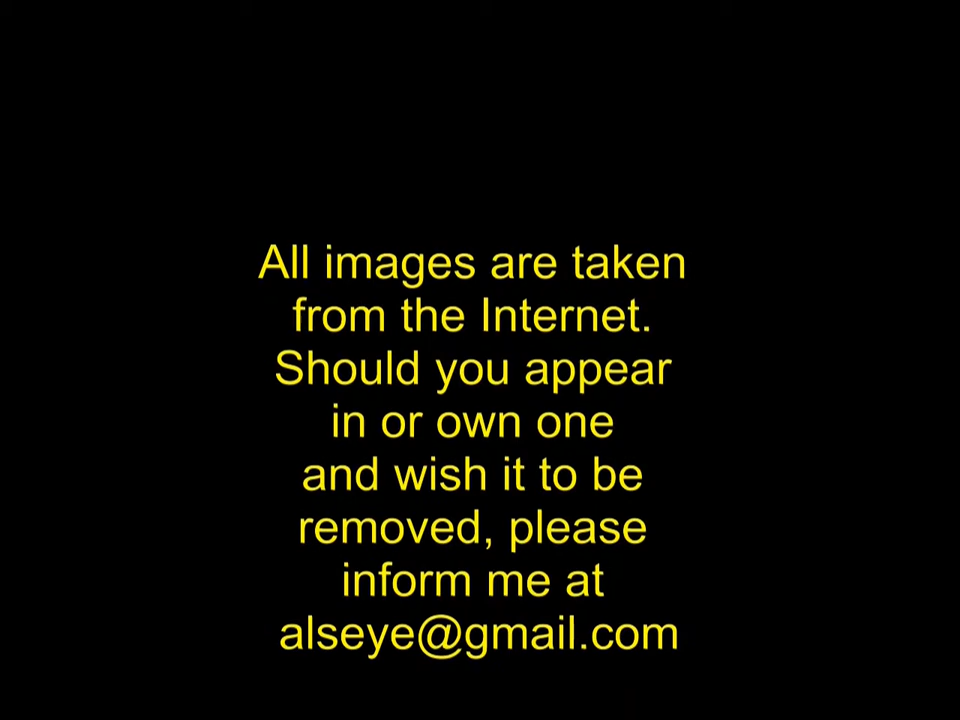 All images are taken
from the Internet.
Should you appear
in or own one
and wish it to be
removed, please
inform me at
alseye@gmail.com